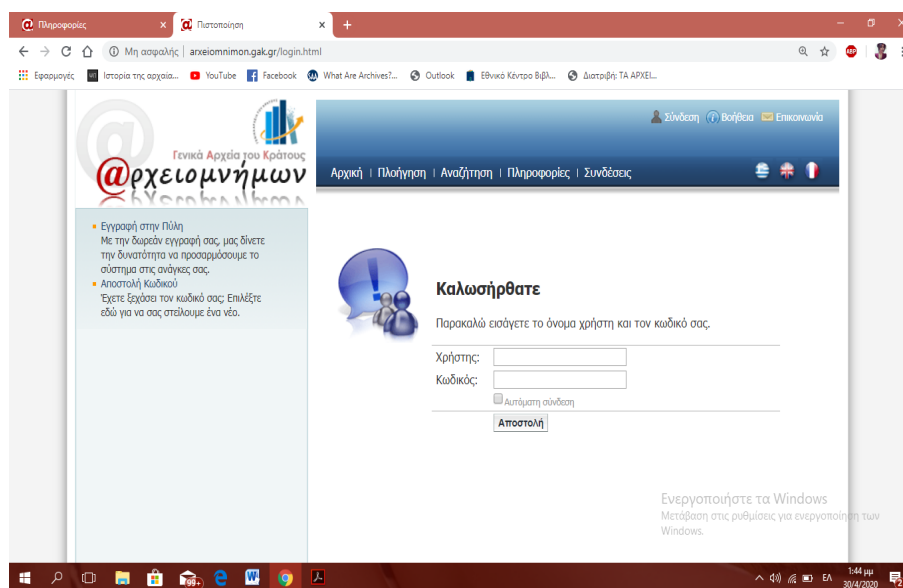 Πληροφορίες
Πιστοποίηση
Μη ασφαλής | arxeiomnimon.gak.gr/login.html
ABP
Εφαρμογές
Ιστορία της αρχαία...
YouTube
Facebook
What Are Archives?...
Outlook
Εθνικό Κέντρο Βιβλ...
Διατριβή: ΤΑ ΑΡΧΕΙ...
Γενικά Αρχεία του Κράτους
@ρχειομνήμων
Σύνδεση
Βοήθεια
Επικοινωνία
Αρχική | Πλοήγηση | Αναζήτηση | Πληροφορίες | Συνδέσεις
Εγγραφή στην Πύλη
Με την δωρεάν εγγραφή σας, μας δίνετε
την δυνατότητα να προσαρμόσουμε το
σύστημα στις ανάγκες σας.
Αποστολή Κωδικού
Έχετε ξεχάσει τον κωδικό σας; Επιλέξτε
εδώ για να σας στείλουμε ένα νέο.
Καλωσήρθατε
Παρακαλώ εισάγετε το όνομα χρήστη και τον κωδικό σας.
Χρήστης:
Κωδικός:
Αυτόματη σύνδεση
Αποστολή
Ενεργοποιήστε τα Windows
Μετάβαση στις ρυθμίσεις για ενεργοποίηση των
Windows.
99+
ΕΛ
1:44 μμ
30/4/2020
2